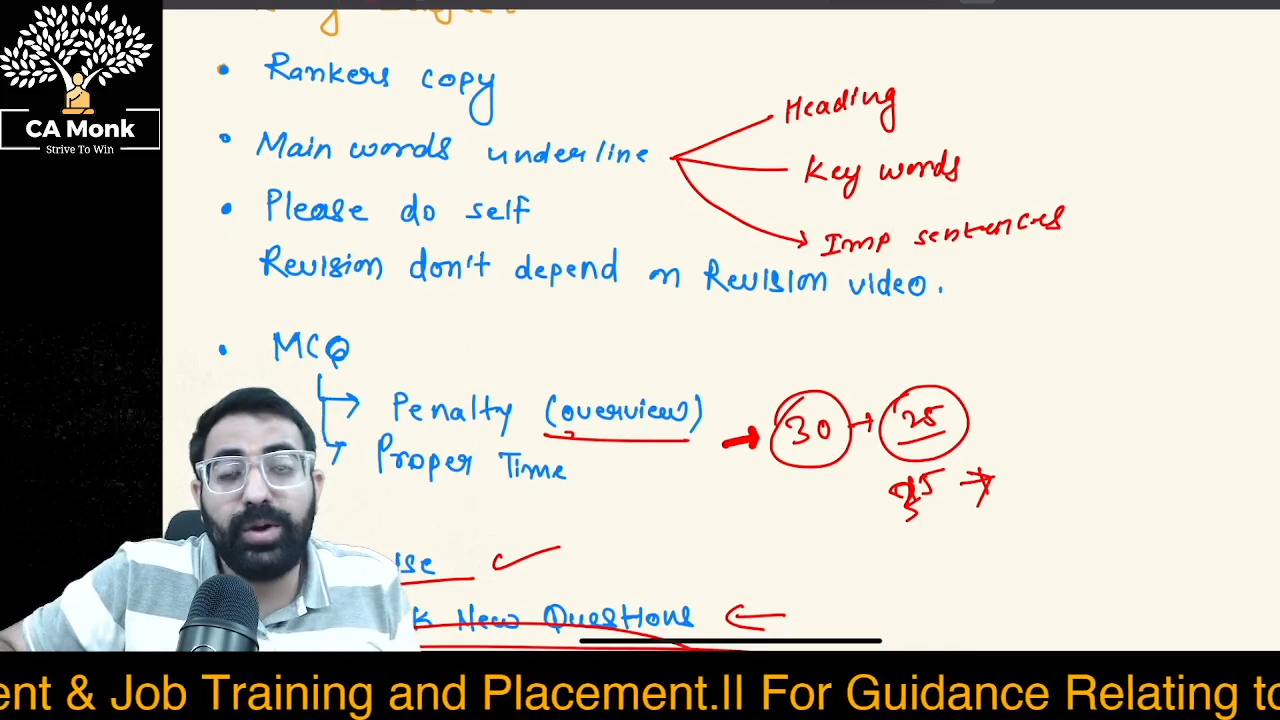 CA Monk
Strive To Win
Rankers copy
Main words underline
Heading
Key words
Imp sentences
Please do self
Revision don't depend on Revision video.
MCQ
Penalty (overview)
30
Proper Time
New Questions
ent & Job Training and Placement.II For Guidance Relating to